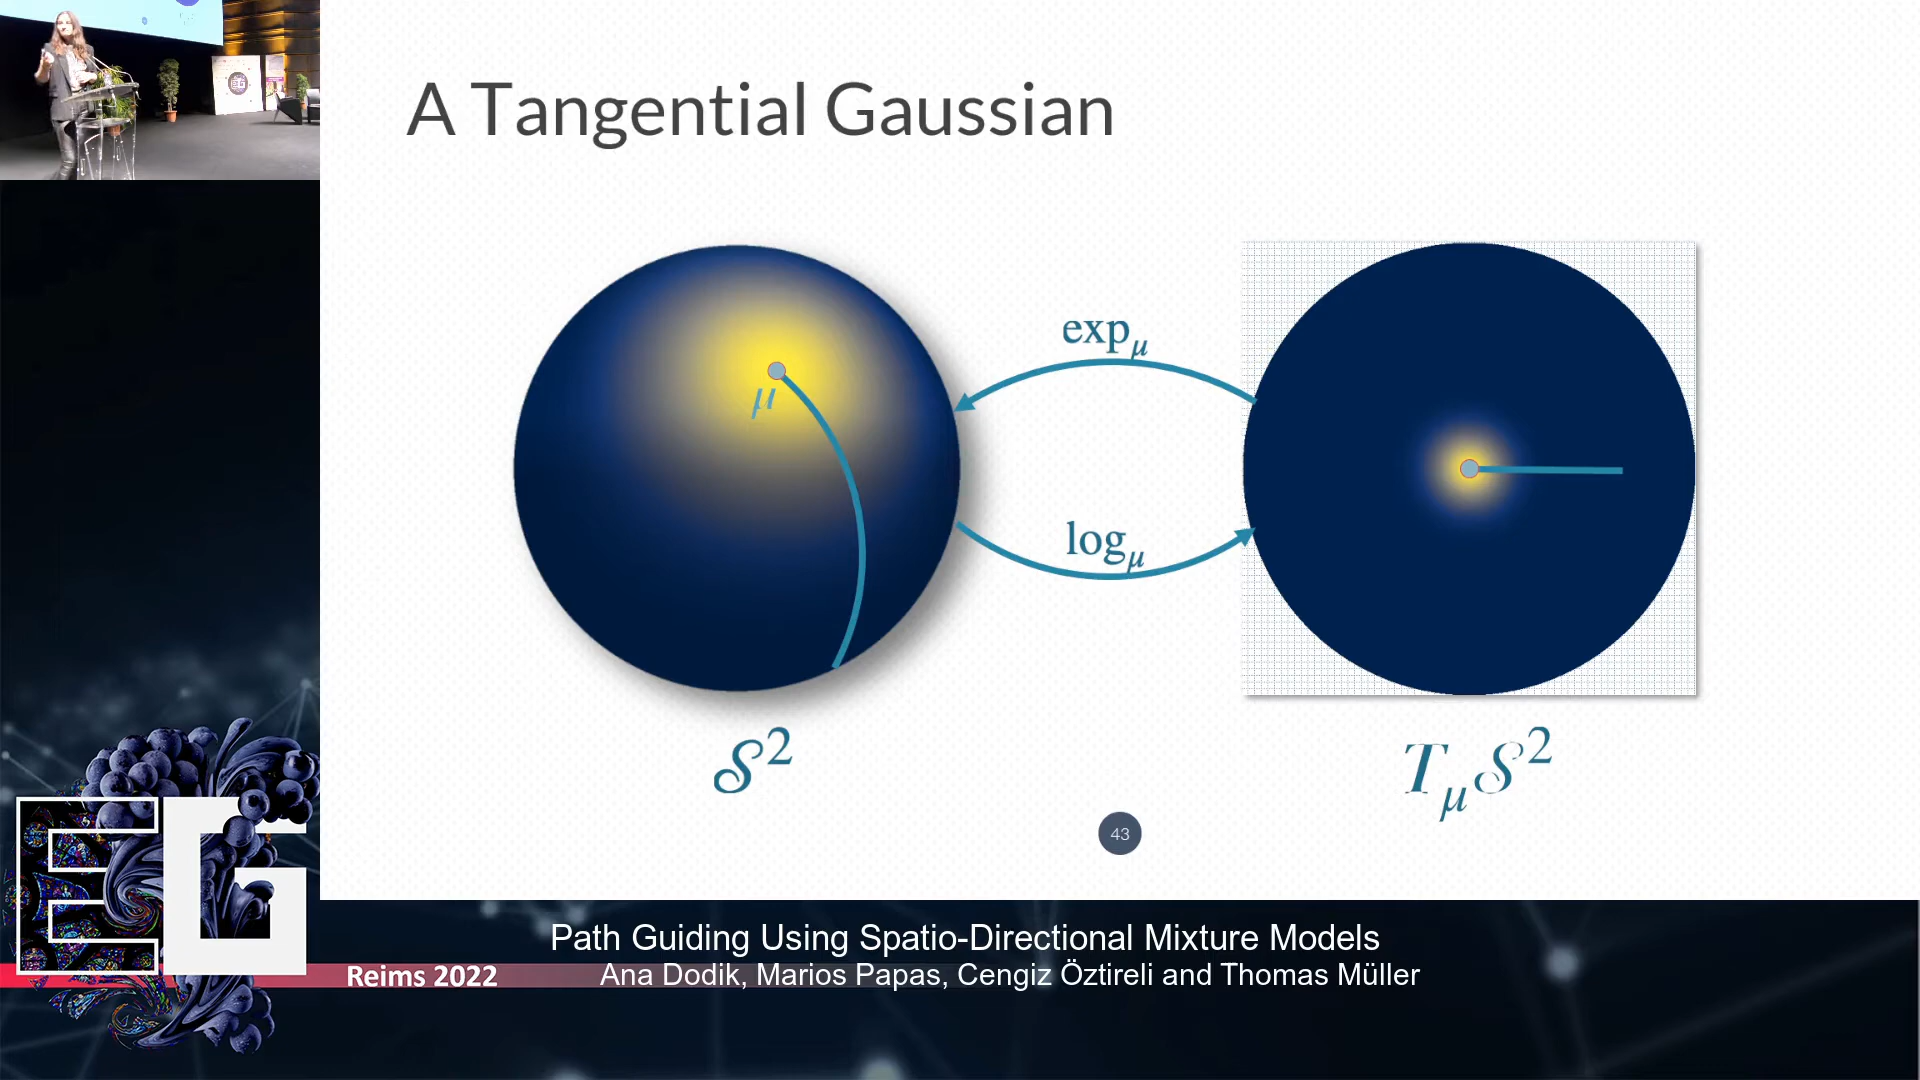 A Tangential Gaussian
exp_μ
μ
log_μ
𝒮²
T_μ𝒮²
43
EG
Reims 2022
Path Guiding Using Spatio-Directional Mixture Models
Ana Dodik, Marios Papas, Cengiz Öztireli and Thomas Müller